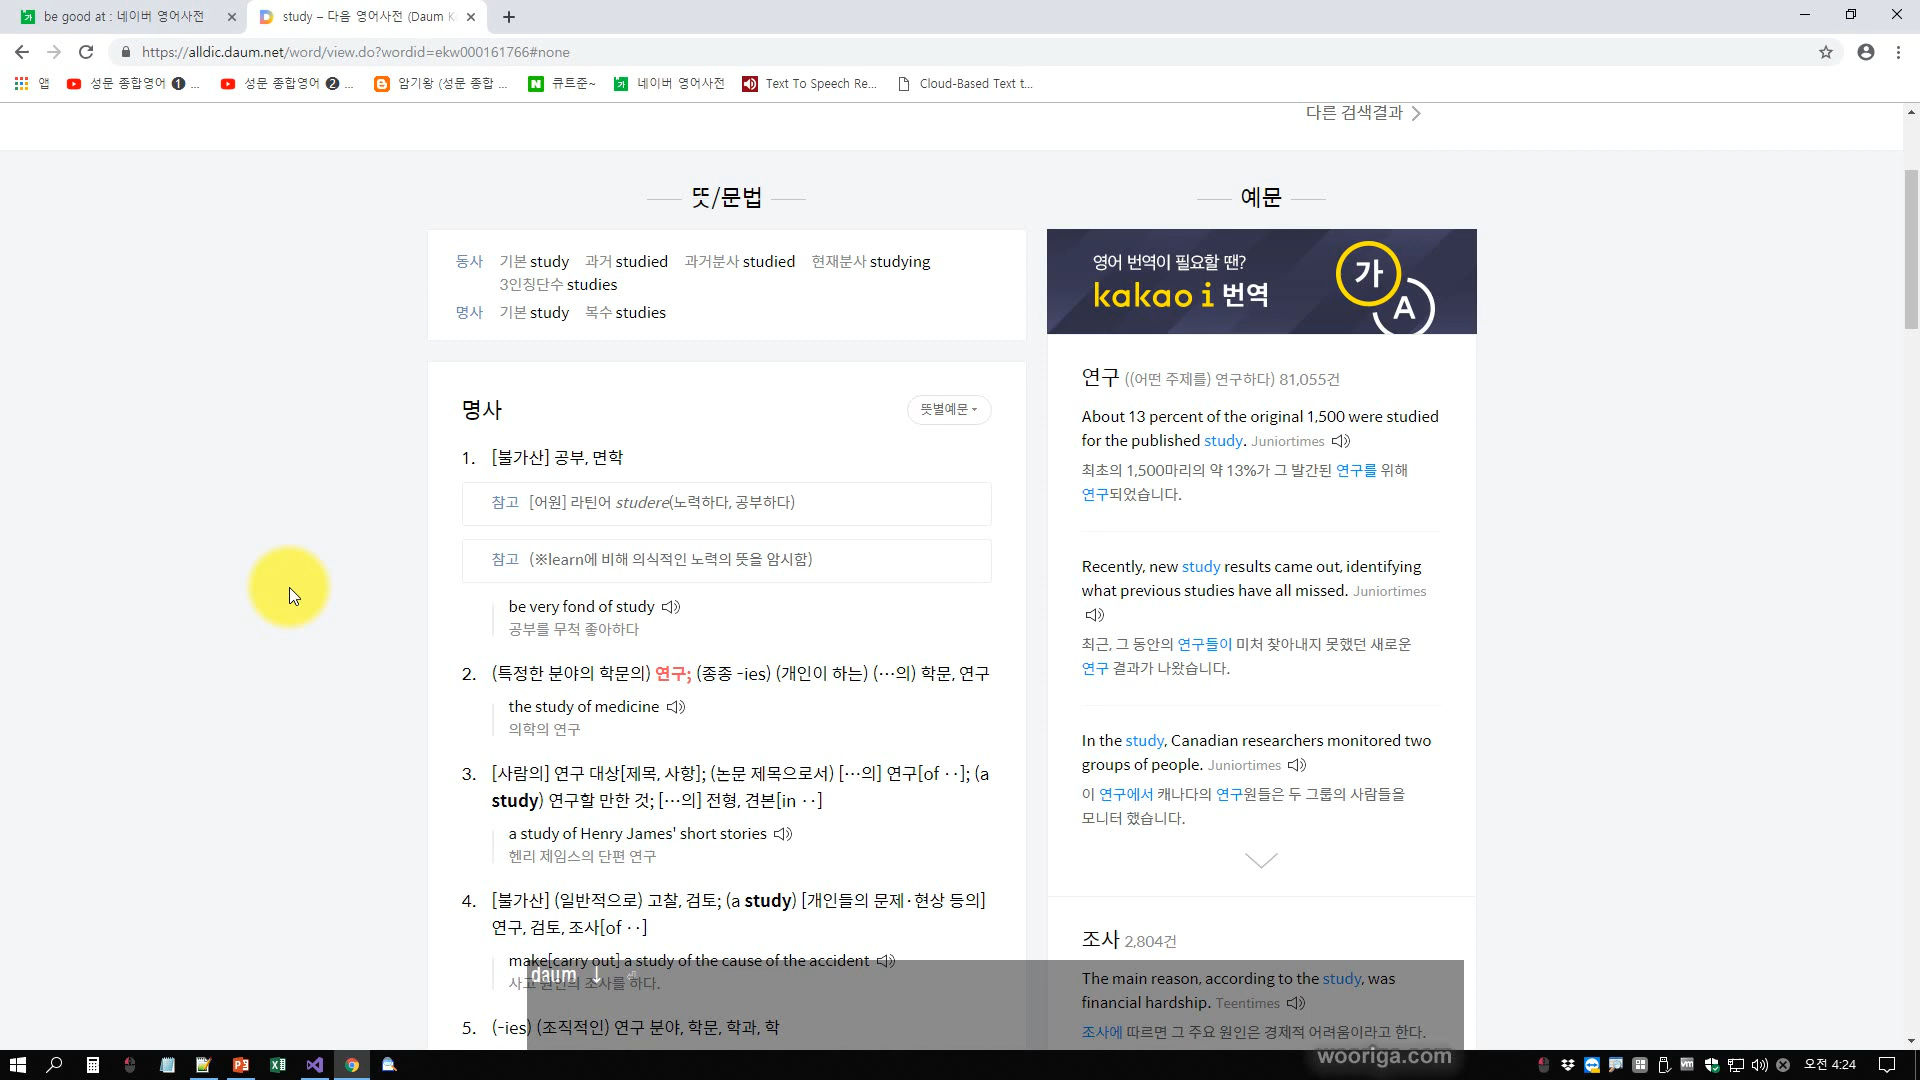 be good at : 네이버 영어사전
study – 다음 영어사전 (Daum K
https://alldic.daum.net/word/view.do?wordid=ekw000161766#none
앱
성문 종합영어 ❶ ...
성문 종합영어 ❷ ...
암기왕 (성문 종합 ...
큐트준~
네이버 영어사전
Text To Speech Re...
Cloud-Based Text t...
다른 검색결과
뜻/문법
동사 기본 study 과거 studied 과거분사 studied 현재분사 studying
3인칭단수 studies
명사 기본 study 복수 studies
명사
뜻별예문
1. [불가산] 공부, 면학
참고 [어원] 라틴어 studere(노력하다, 공부하다)
참고 (※learn에 비해 의식적인 노력의 뜻을 암시함)
be very fond of study
공부를 무척 좋아하다
2. (특정한 분야의 학문의) 연구; (종종 -ies) (개인이 하는) (…의) 학문, 연구
the study of medicine
의학의 연구
3. [사람의] 연구 대상[제목, 사항]; (논문 제목으로서) […의] 연구[of ‥]; (a
study) 연구할 만한 것; […의] 전형, 견본[in ‥]
a study of Henry James' short stories
헨리 제임스의 단편 연구
4. [불가산] (일반적으로) 고찰, 검토; (a study) [개인들의 문제·현상 등의]
연구, 검토, 조사[of ‥]
make[carry out] a study of the cause of the accident
사고 원인의 조사를 하다.
5. (-ies) (조직적인) 연구 분야, 학문, 학과, 학
예문
영어 번역이 필요할 땐?
kakao i 번역
가
A
연구 ((어떤 주제를) 연구하다) 81,055건
About 13 percent of the original 1,500 were studied
for the published study. Juniortimes
최초의 1,500마리의 약 13%가 그 발간된 연구를 위해
연구되었습니다.
Recently, new study results came out, identifying
what previous studies have all missed. Juniortimes
최근, 그 동안의 연구들이 미처 찾아내지 못했던 새로운
연구 결과가 나왔습니다.
In the study, Canadian researchers monitored two
groups of people. Juniortimes
이 연구에서 캐나다의 연구원들은 두 그룹의 사람들을
모니터 했습니다.
조사 2,804건
The main reason, according to the study, was
financial hardship. Teentimes
조사에 따르면 그 주요 원인은 경제적 어려움이라고 한다.
daum ↓
wooriga.com
오전 4:24